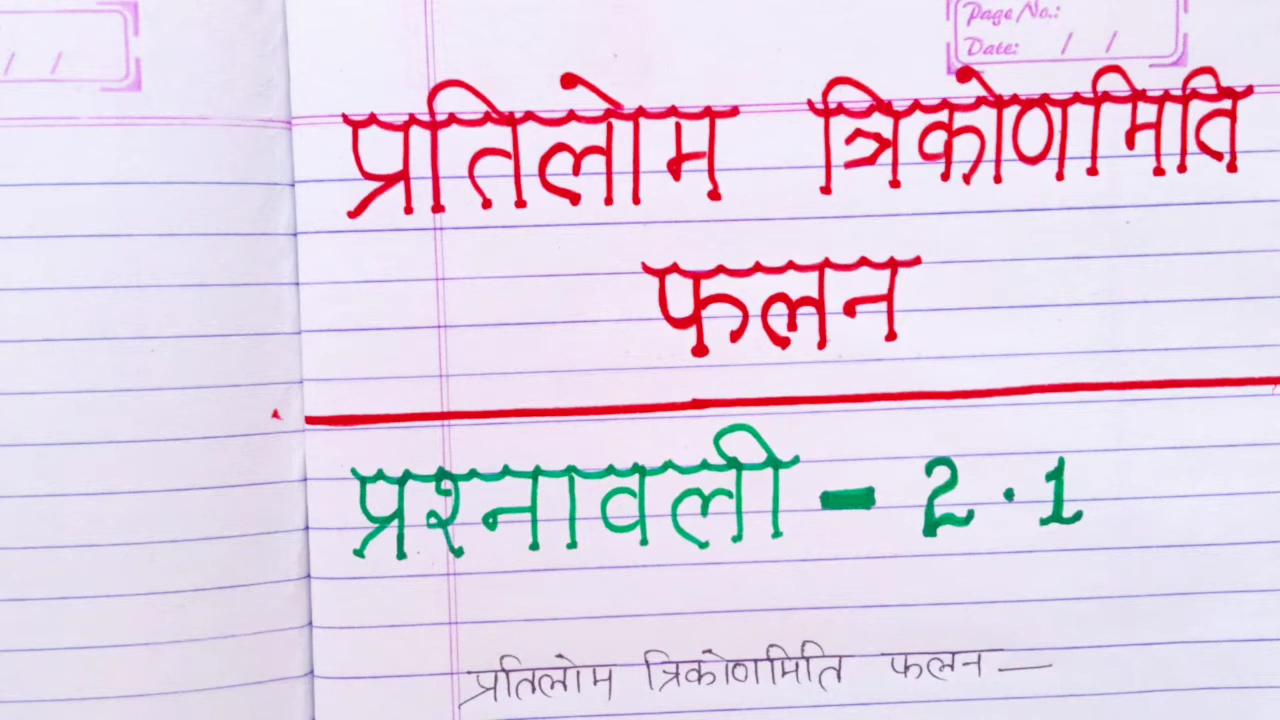 Page No.:
Date: / /
/ /
प्रतिलोम त्रिकोणमिति
फलन
प्रश्नावली - 2.1
प्रतिलोम त्रिकोणमिति फलन —